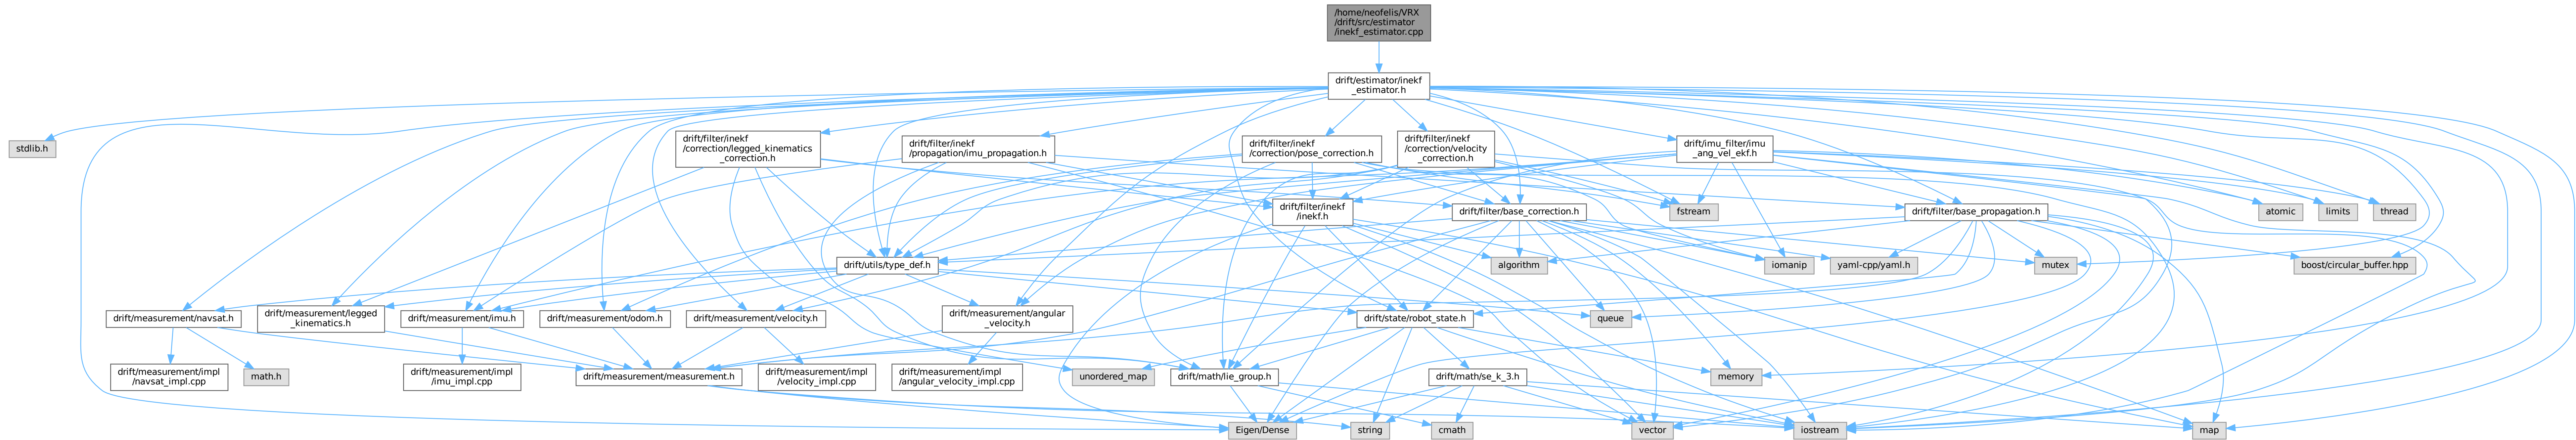 /home/neofelis/VRX
/drift/src/estimator
/inekf_estimator.cpp
drift/estimator/inekf
_estimator.h
stdlib.h
drift/filter/inekf
/correction/legged_kinematics
_correction.h
drift/filter/inekf
/propagation/imu_propagation.h
drift/filter/inekf
/correction/pose_correction.h
drift/filter/inekf
/correction/velocity
_correction.h
drift/imu_filter/imu
_ang_vel_ekf.h
drift/filter/inekf
/inekf.h
drift/filter/base_correction.h
fstream
drift/filter/base_propagation.h
atomic
limits
thread
drift/utils/type_def.h
algorithm
iomanip
yaml-cpp/yaml.h
mutex
boost/circular_buffer.hpp
drift/measurement/navsat.h
drift/measurement/legged
_kinematics.h
drift/measurement/imu.h
drift/measurement/odom.h
drift/measurement/velocity.h
drift/measurement/angular
_velocity.h
drift/state/robot_state.h
queue
drift/measurement/impl
/navsat_impl.cpp
math.h
drift/measurement/impl
/imu_impl.cpp
drift/measurement/measurement.h
drift/measurement/impl
/velocity_impl.cpp
drift/measurement/impl
/angular_velocity_impl.cpp
unordered_map
drift/math/lie_group.h
drift/math/se_k_3.h
memory
Eigen/Dense
string
cmath
vector
iostream
map